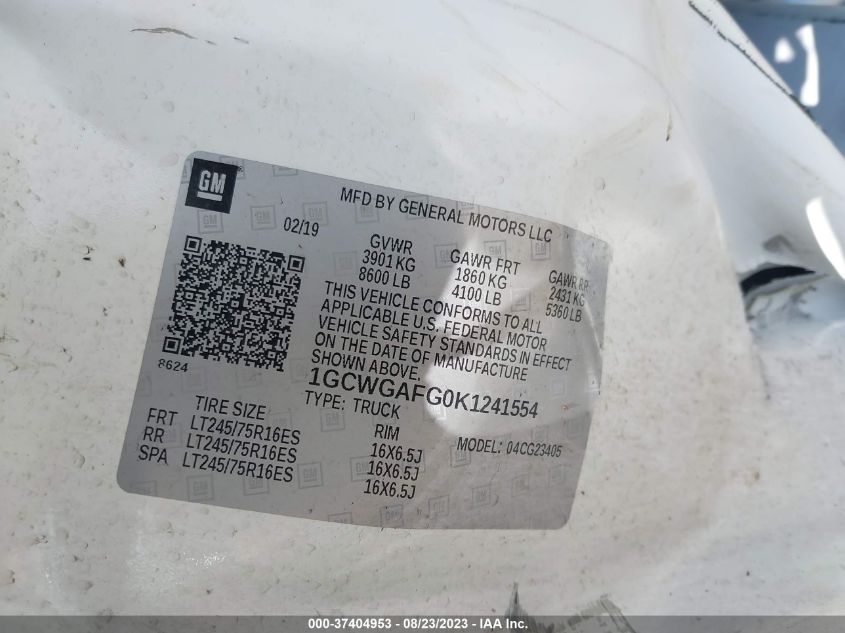 GM
MFD BY GENERAL MOTORS LLC
02/19
GVWR
3901 KG
8600 LB
GAWR FRT
1860 KG
4100 LB
GAWR RR
2431 KG
5360 LB
THIS VEHICLE CONFORMS TO ALL
APPLICABLE U.S. FEDERAL MOTOR
VEHICLE SAFETY STANDARDS IN EFFECT
ON THE DATE OF MANUFACTURE
SHOWN ABOVE.
8624
1GCWGAFG0K1241554
TYPE: TRUCK
MODEL: 04CG23405
TIRE SIZE RIM
FRT LT245/75R16ES 16X6.5J
RR LT245/75R16ES 16X6.5J
SPA LT245/75R16ES 16X6.5J
000-37404953 - 08/23/2023 - IAA Inc.